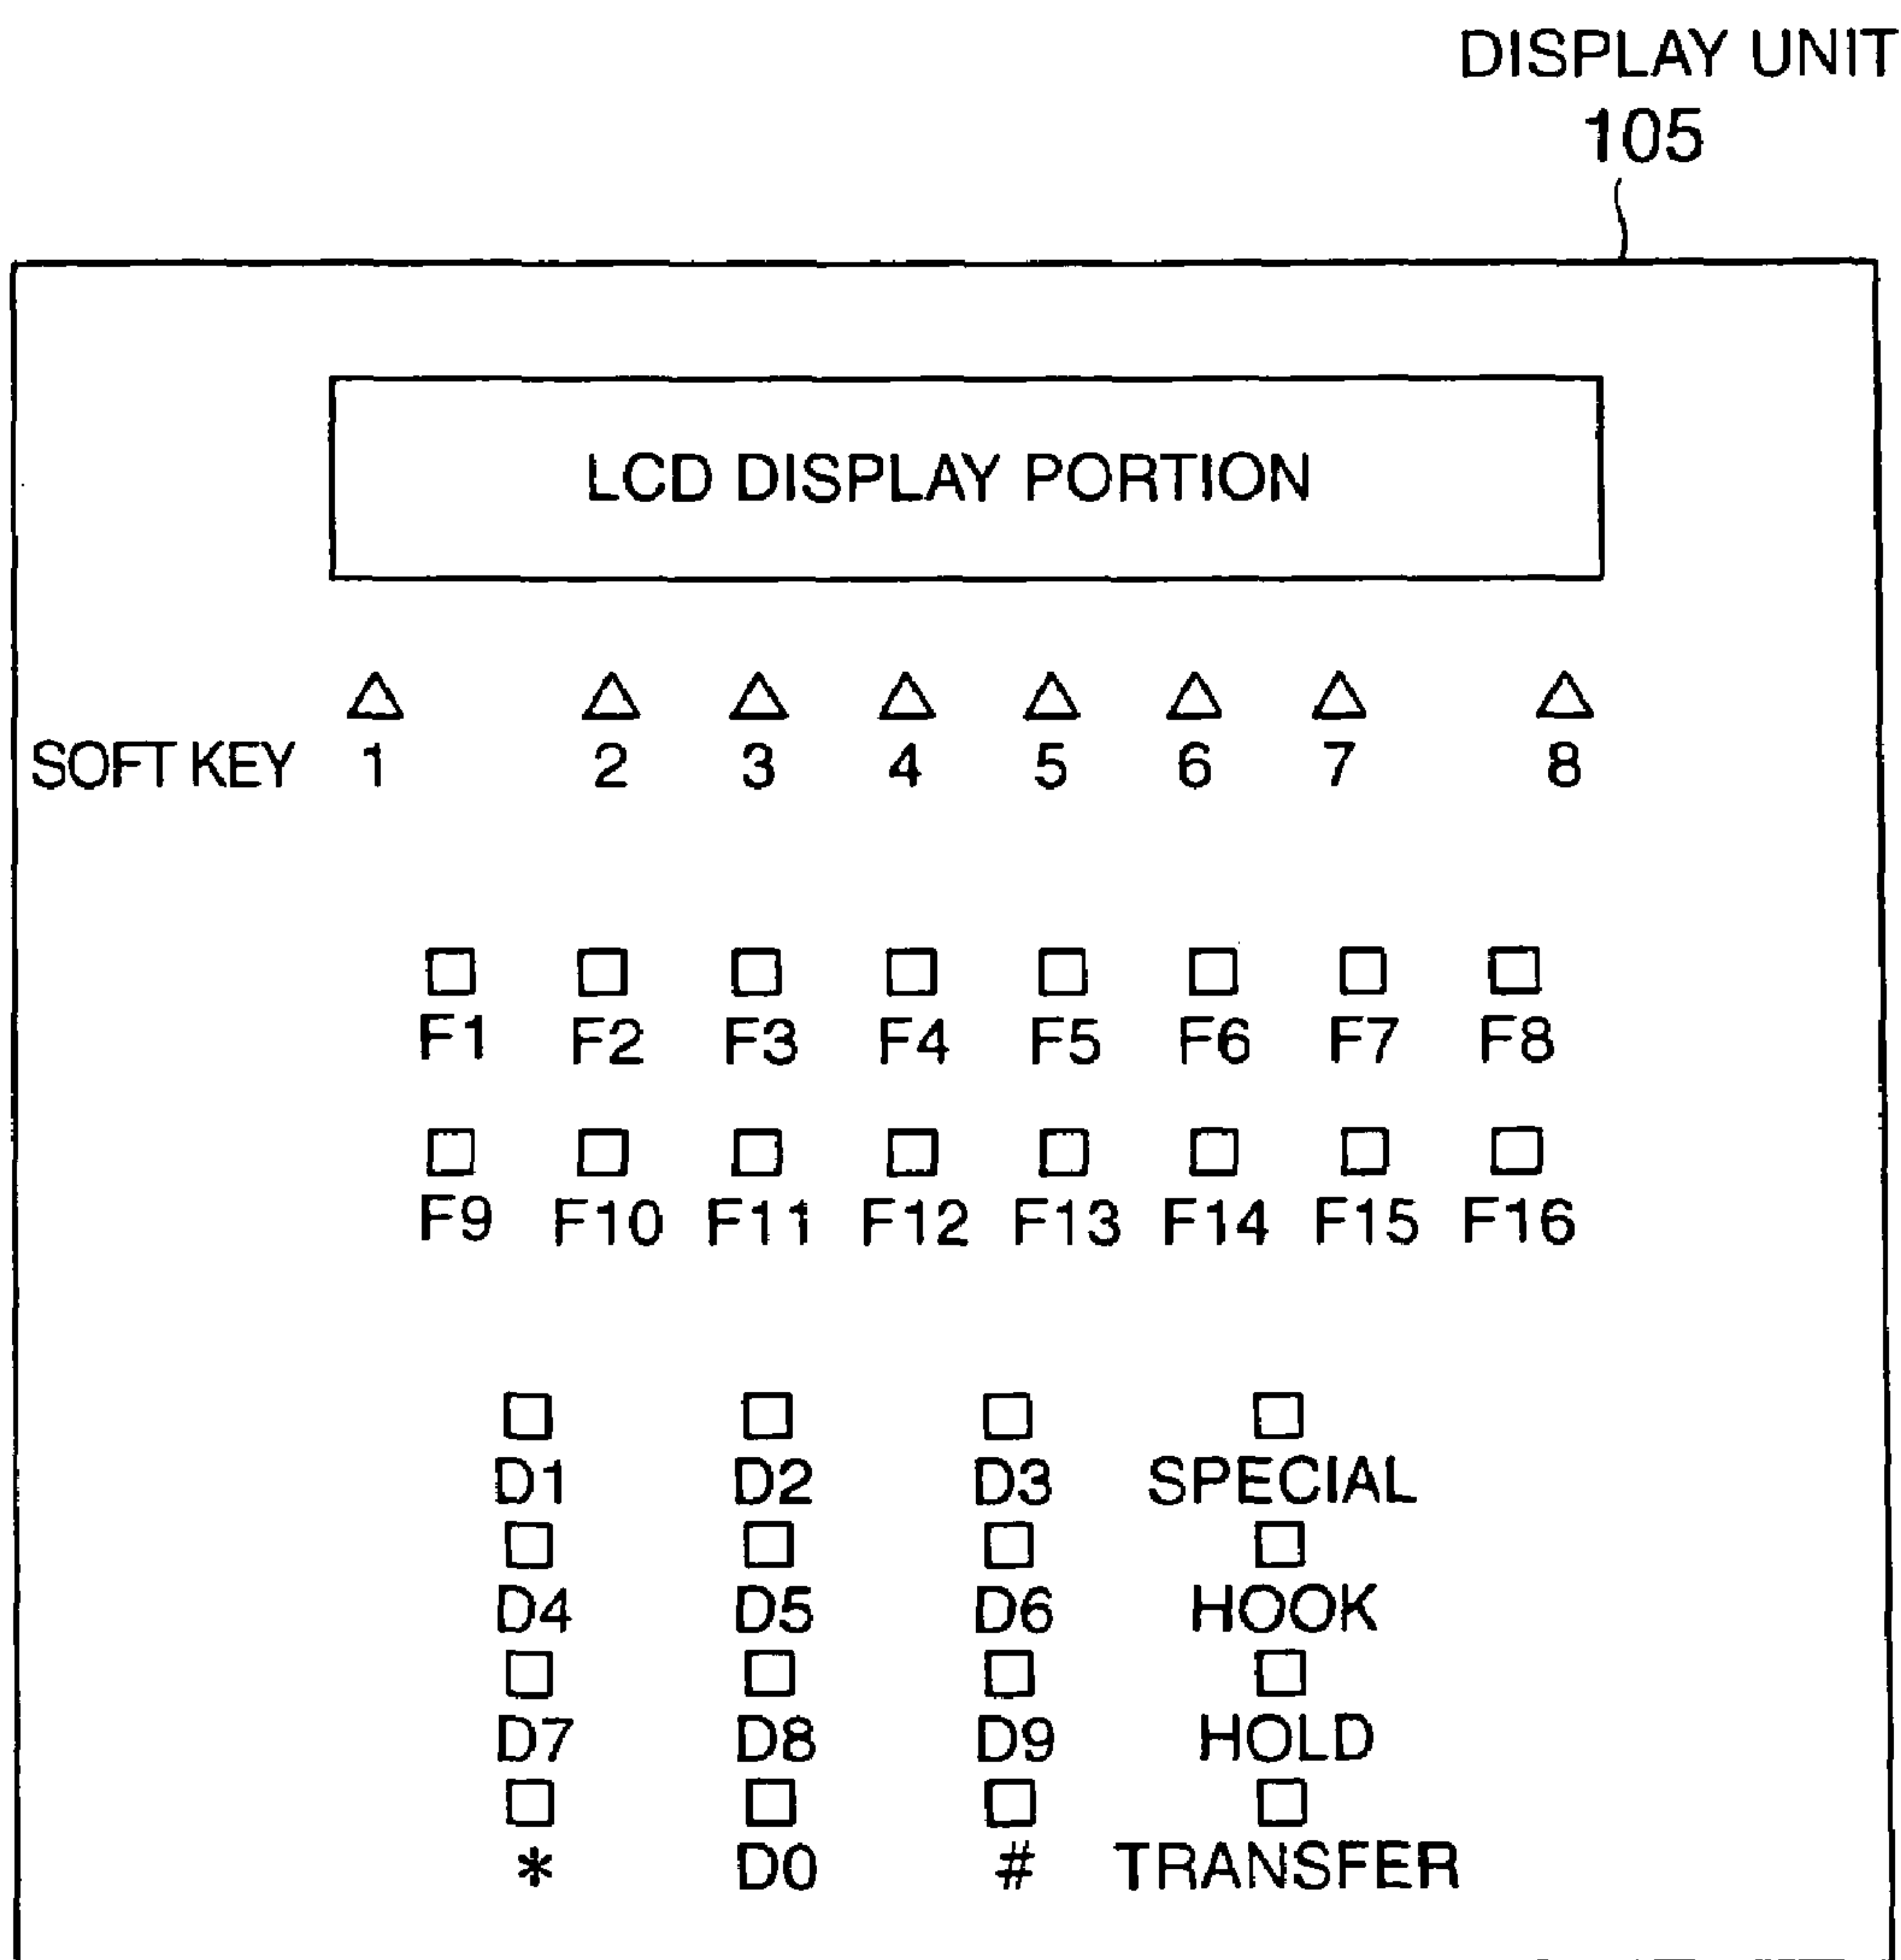 DISPLAY UNIT
105
LCD DISPLAY PORTION
SOFT KEY 1 2 3 4 5 6 7 8
F1 F2 F3 F4 F5 F6 F7 F8
F9 F10 F11 F12 F13 F14 F15 F16
D1 D2 D3 SPECIAL
D4 D5 D6 HOOK
D7 D8 D9 HOLD
* D0 # TRANSFER